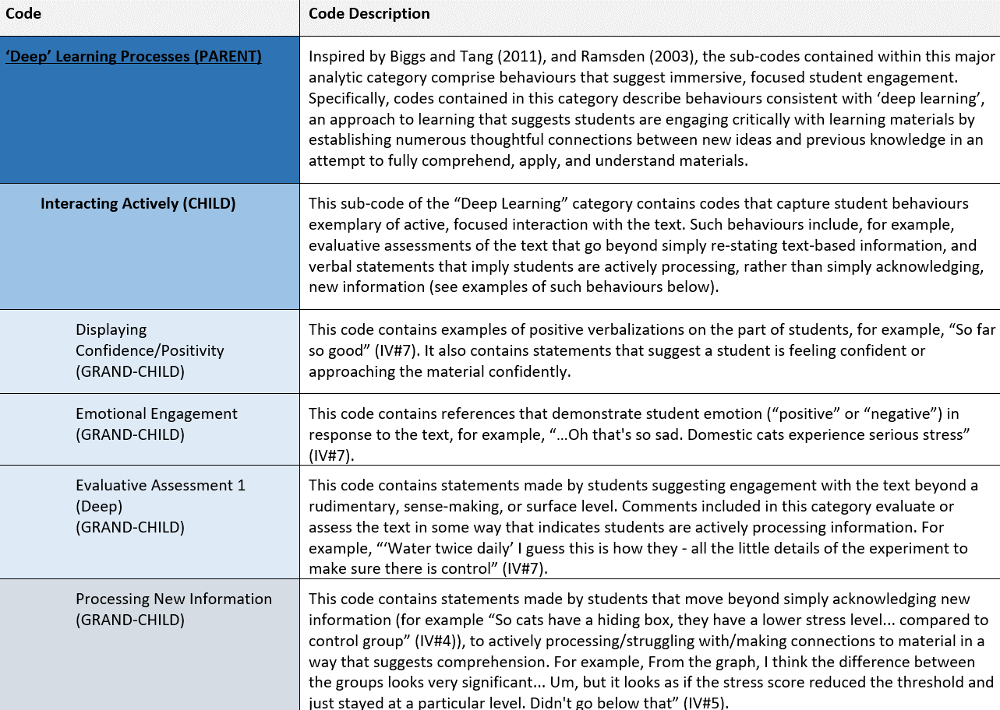 Code
Code Description
‘Deep’ Learning Processes (PARENT)
Inspired by Biggs and Tang (2011), and Ramsden (2003), the sub-codes contained within this major
analytic category comprise behaviours that suggest immersive, focused student engagement.
Specifically, codes contained in this category describe behaviours consistent with ‘deep learning’,
an approach to learning that suggests students are engaging critically with learning materials by
establishing numerous thoughtful connections between new ideas and previous knowledge in an
attempt to fully comprehend, apply, and understand materials.
Interacting Actively (CHILD)
This sub-code of the “Deep Learning” category contains codes that capture student behaviours
exemplary of active, focused interaction with the text. Such behaviours include, for example,
evaluative assessments of the text that go beyond simply re-stating text-based information, and
verbal statements that imply students are actively processing, rather than simply acknowledging,
new information (see examples of such behaviours below).
Displaying
Confidence/Positivity
(GRAND-CHILD)
This code contains examples of positive verbalizations on the part of students, for example, “So far
so good” (IV#7). It also contains statements that suggest a student is feeling confident or
approaching the material confidently.
Emotional Engagement
(GRAND-CHILD)
This code contains references that demonstrate student emotion (“positive” or “negative”) in
response to the text, for example, “…Oh that's so sad. Domestic cats experience serious stress”
(IV#7).
Evaluative Assessment 1
(Deep)
(GRAND-CHILD)
This code contains statements made by students suggesting engagement with the text beyond a
rudimentary, sense-making, or surface level. Comments included in this category evaluate or
assess the text in some way that indicates students are actively processing information. For
example, “‘Water twice daily’ I guess this is how they - all the little details of the experiment to
make sure there is control” (IV#7).
Processing New Information
(GRAND-CHILD)
This code contains statements made by students that move beyond simply acknowledging new
information (for example “So cats have a hiding box, they have a lower stress level... compared to
control group” (IV#4)), to actively processing/struggling with/making connections to material in a
way that suggests comprehension. For example, From the graph, I think the difference between
the groups looks very significant... Um, but it looks as if the stress score reduced the threshold and
just stayed at a particular level. Didn't go below that” (IV#5).